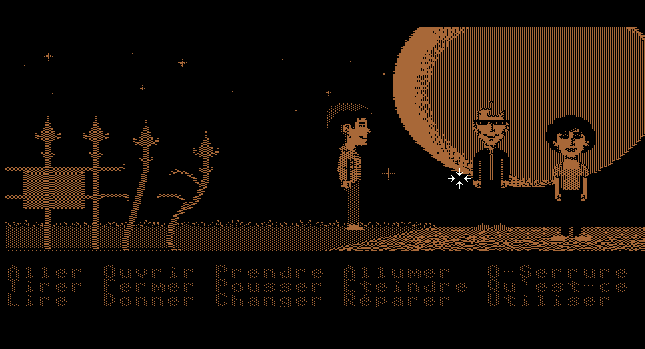 Aller Ouvrir Prendre Allumer O-Serrure
Tirer Fermer Pousser Eteindre Qu'est-ce
Lire Donner Changer Réparer Utiliser